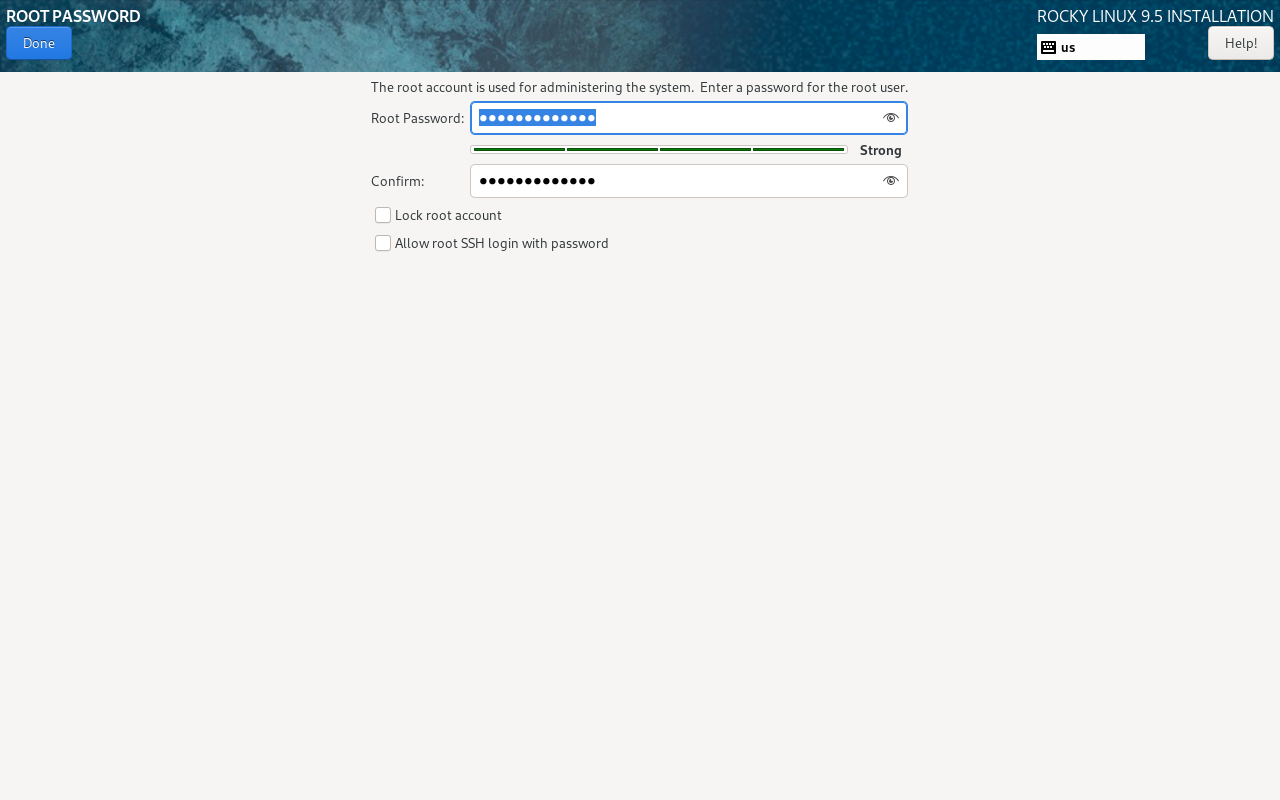 ROOT PASSWORD
ROCKY LINUX 9.5 INSTALLATION
Done
us
Help!
The root account is used for administering the system.  Enter a password for the root user.
Root Password:
●●●●●●●●●●●●●
Strong
Confirm:
●●●●●●●●●●●●●
Lock root account
Allow root SSH login with password